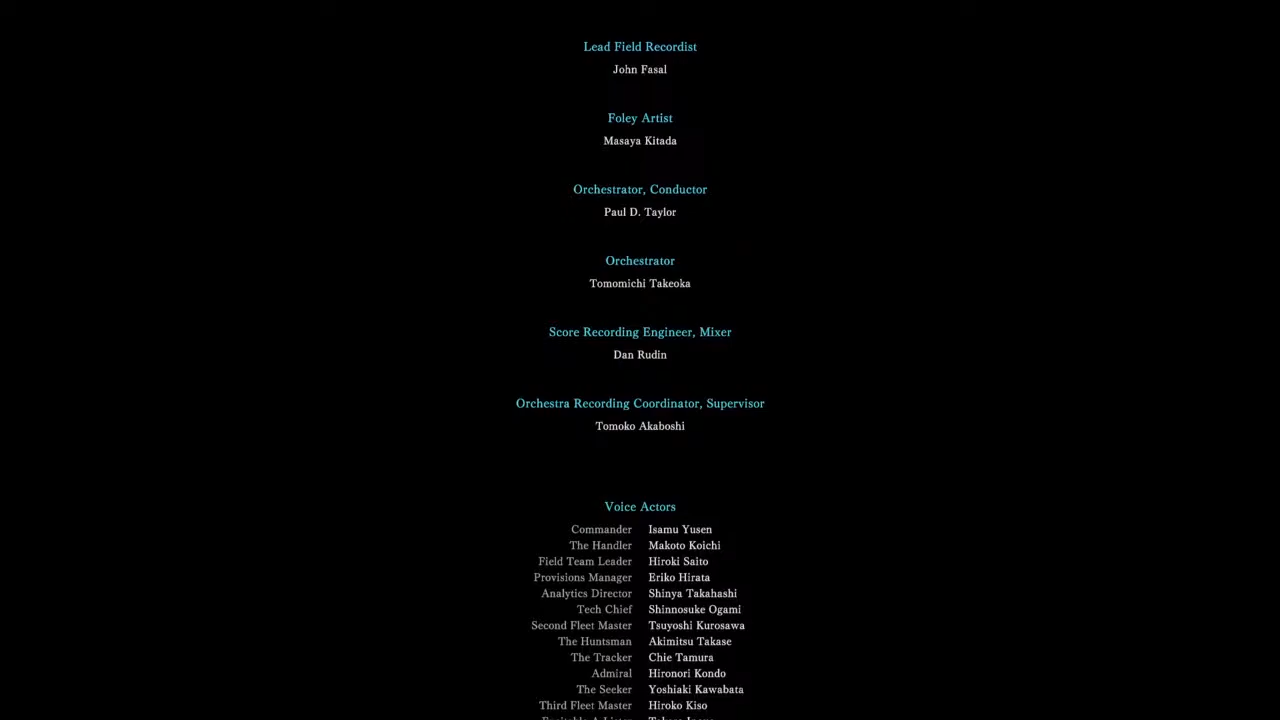 Lead Field Recordist
John Fasal
Foley Artist
Masaya Kitada
Orchestrator, Conductor
Paul D. Taylor
Orchestrator
Tomomichi Takeoka
Score Recording Engineer, Mixer
Dan Rudin
Orchestra Recording Coordinator, Supervisor
Tomoko Akaboshi
Voice Actors
Commander Isamu Yusen
The Handler Makoto Koichi
Field Team Leader Hiroki Saito
Provisions Manager Eriko Hirata
Analytics Director Shinya Takahashi
Tech Chief Shinnosuke Ogami
Second Fleet Master Tsuyoshi Kurosawa
The Huntsman Akimitsu Takase
The Tracker Chie Tamura
Admiral Hironori Kondo
The Seeker Yoshiaki Kawabata
Third Fleet Master Hiroko Kiso